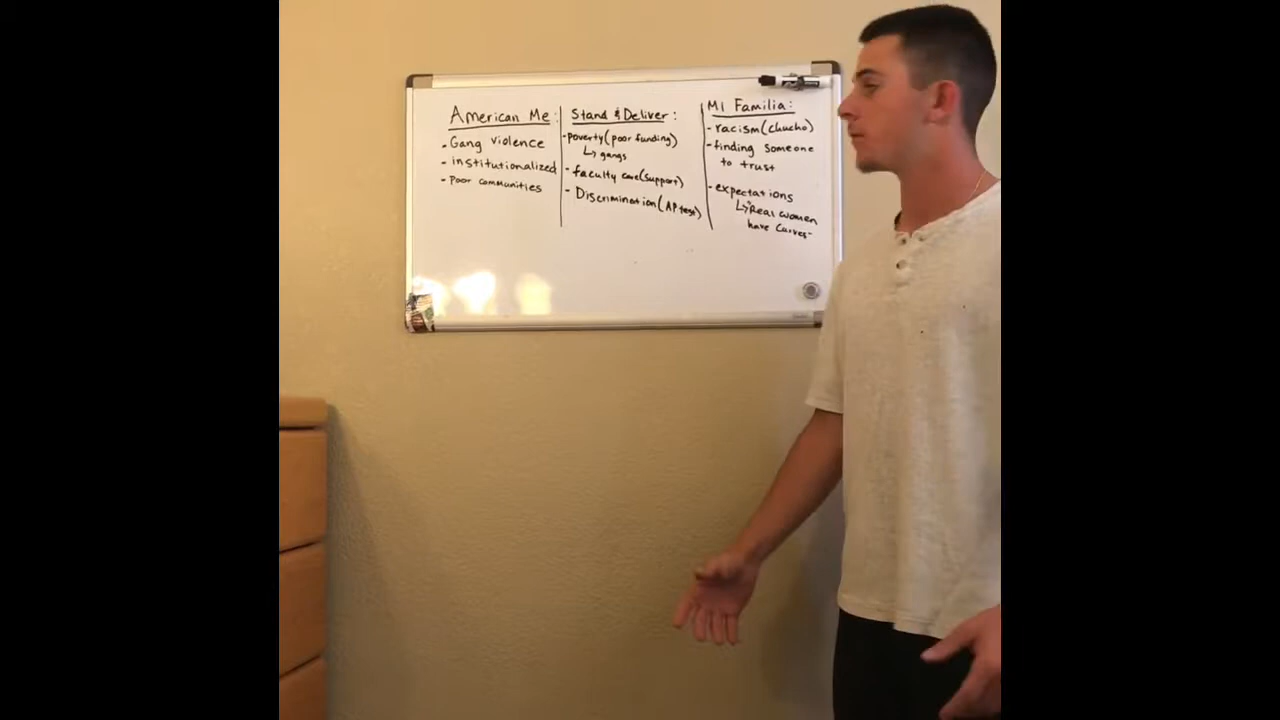 American Me:
- Gang violence
- institutionalized
- Poor communities
Stand & Deliver:
- poverty (poor funding)
↳ gangs
- faculty care (support)
- Discrimination (AP test)
MI Familia:
- racism (chucho)
- finding someone
to trust
- expectations
↳ "Real women
have Curves"